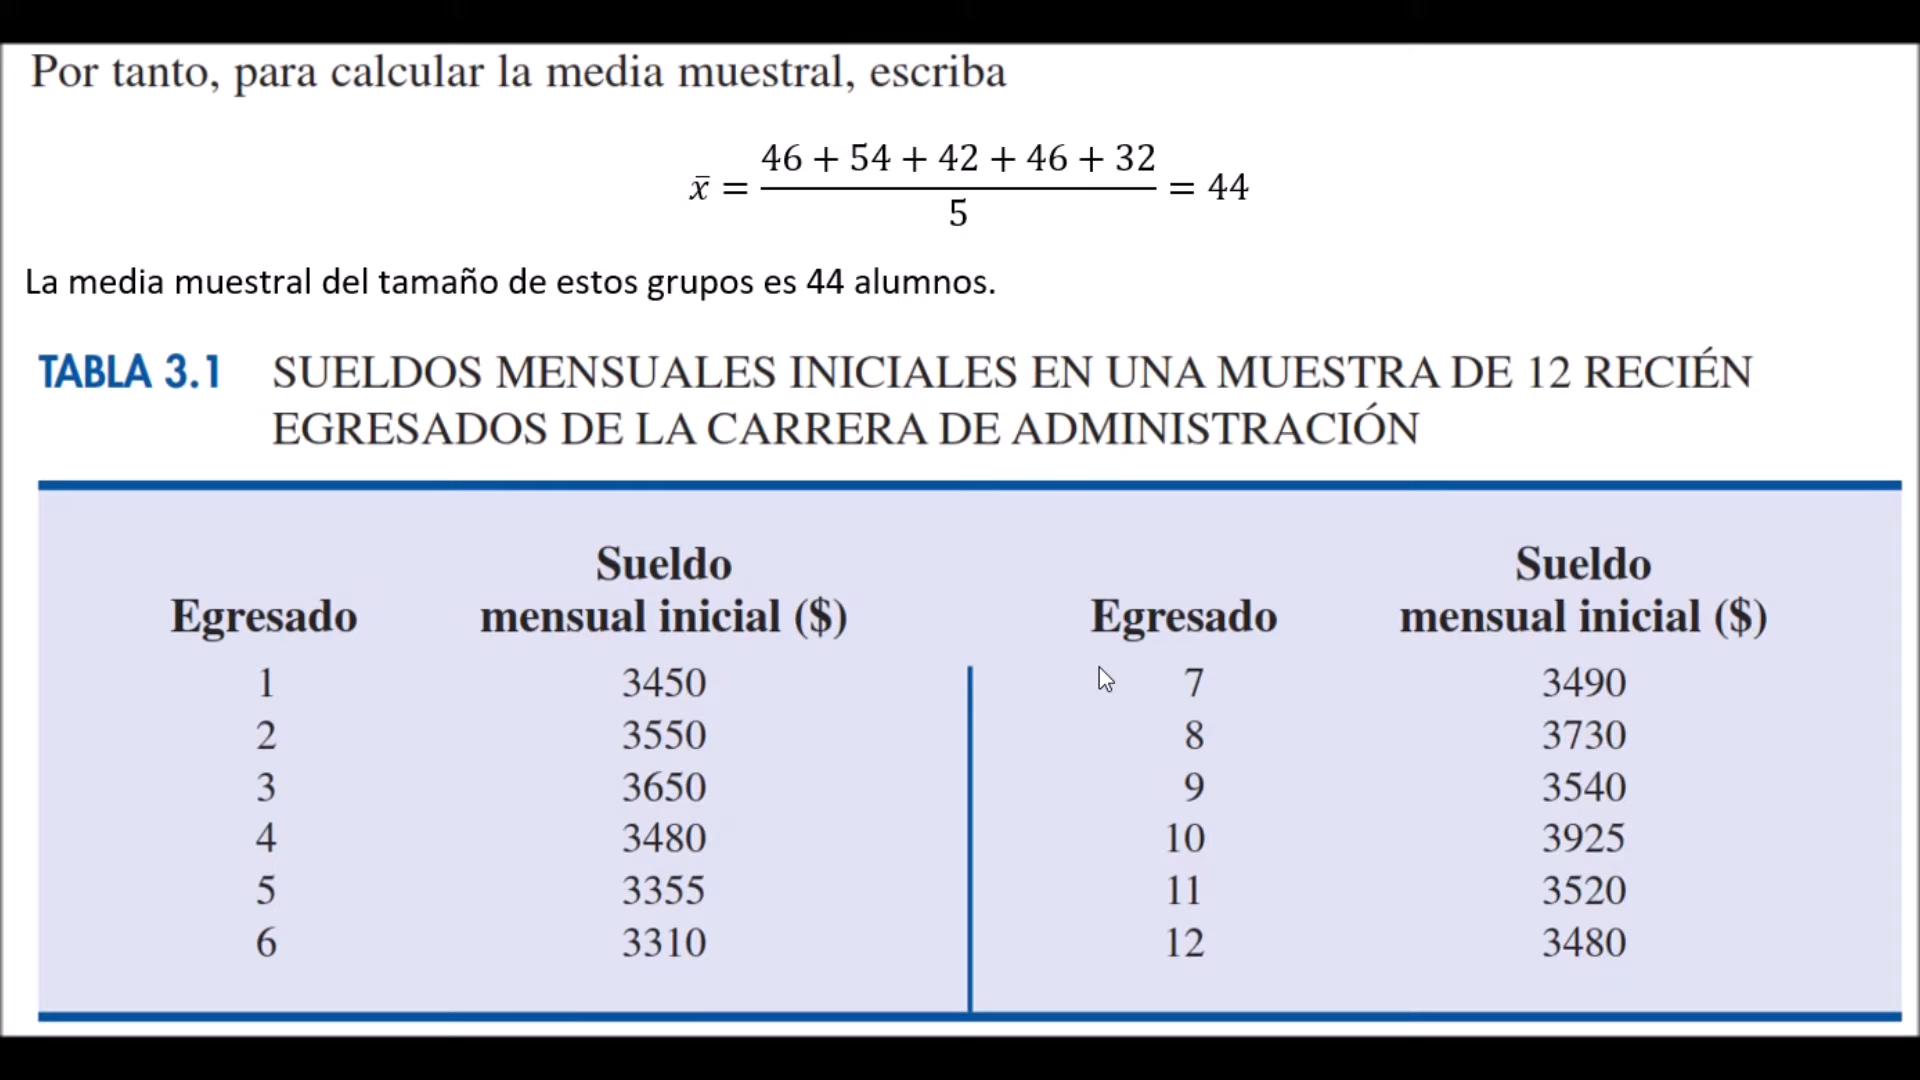 Por tanto, para calcular la media muestral, escriba
x̄ = (46 + 54 + 42 + 46 + 32) / 5 = 44
La media muestral del tamaño de estos grupos es 44 alumnos.
TABLA 3.1 SUELDOS MENSUALES INICIALES EN UNA MUESTRA DE 12 RECIÉN
EGRESADOS DE LA CARRERA DE ADMINISTRACIÓN
Sueldo Sueldo
Egresado mensual inicial ($) Egresado mensual inicial ($)
1 3450 7 3490
2 3550 8 3730
3 3650 9 3540
4 3480 10 3925
5 3355 11 3520
6 3310 12 3480